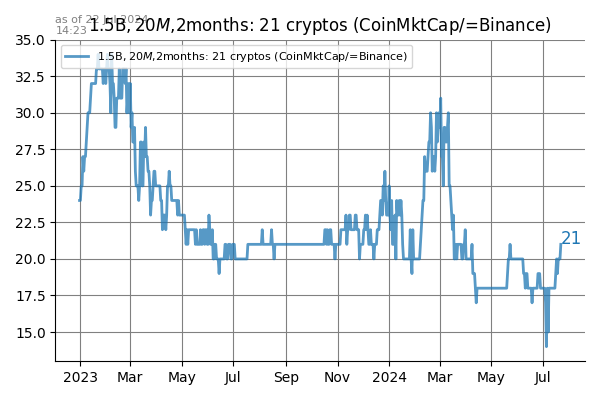 as of 22 Jul 2024
14:23
1.5B, 20M,2months: 21 cryptos (CoinMktCap/=Binance)
1.5B, 20M,2months: 21 cryptos (CoinMktCap/=Binance)
35.0
32.5
30.0
27.5
25.0
22.5
20.0
17.5
15.0
21
2023 Mar May Jul Sep Nov 2024 Mar May Jul